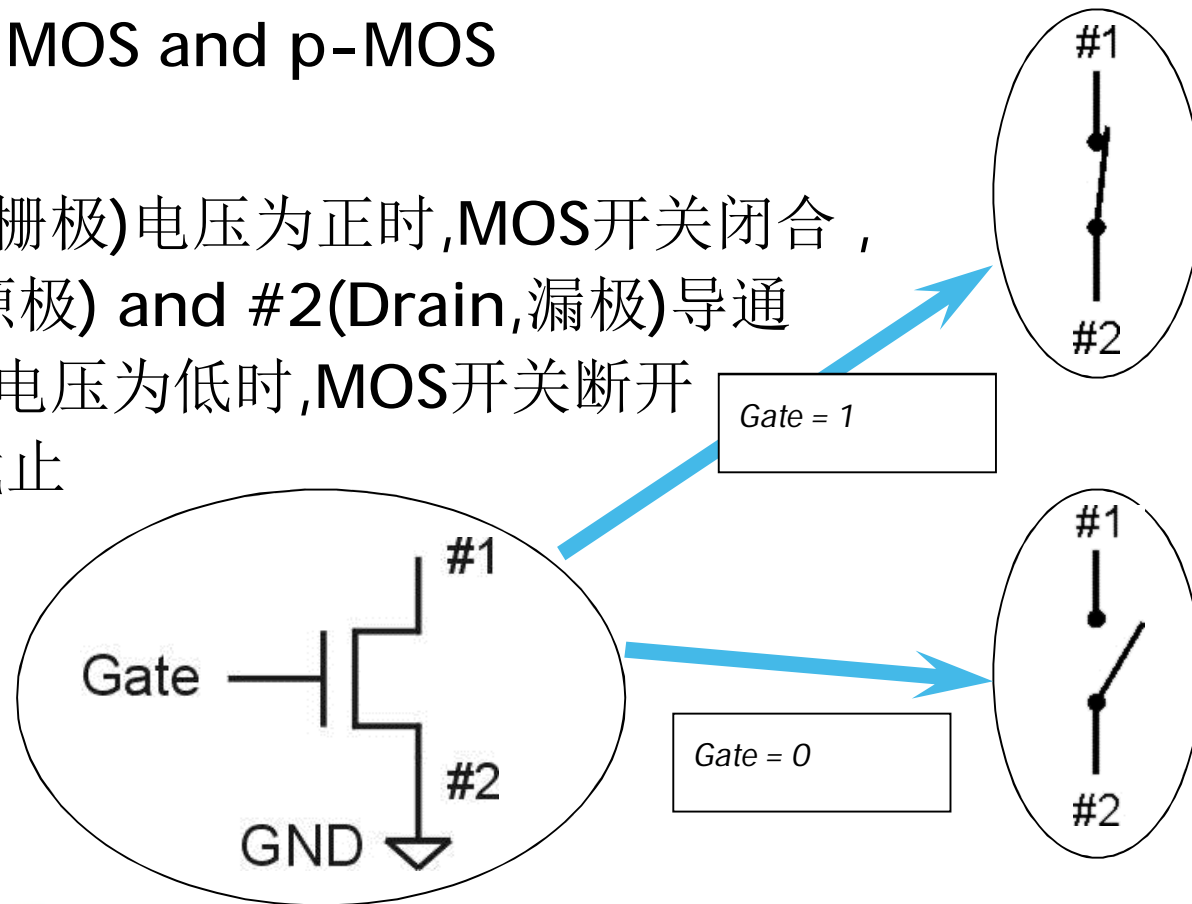 MOS and p-MOS
栅极)电压为正时,MOS开关闭合,
原极) and #2(Drain,漏极)导通
电压为低时,MOS开关断开
止
#1
#2
Gate = 1
#1
Gate
#2
GND
Gate = 0
#1
#2